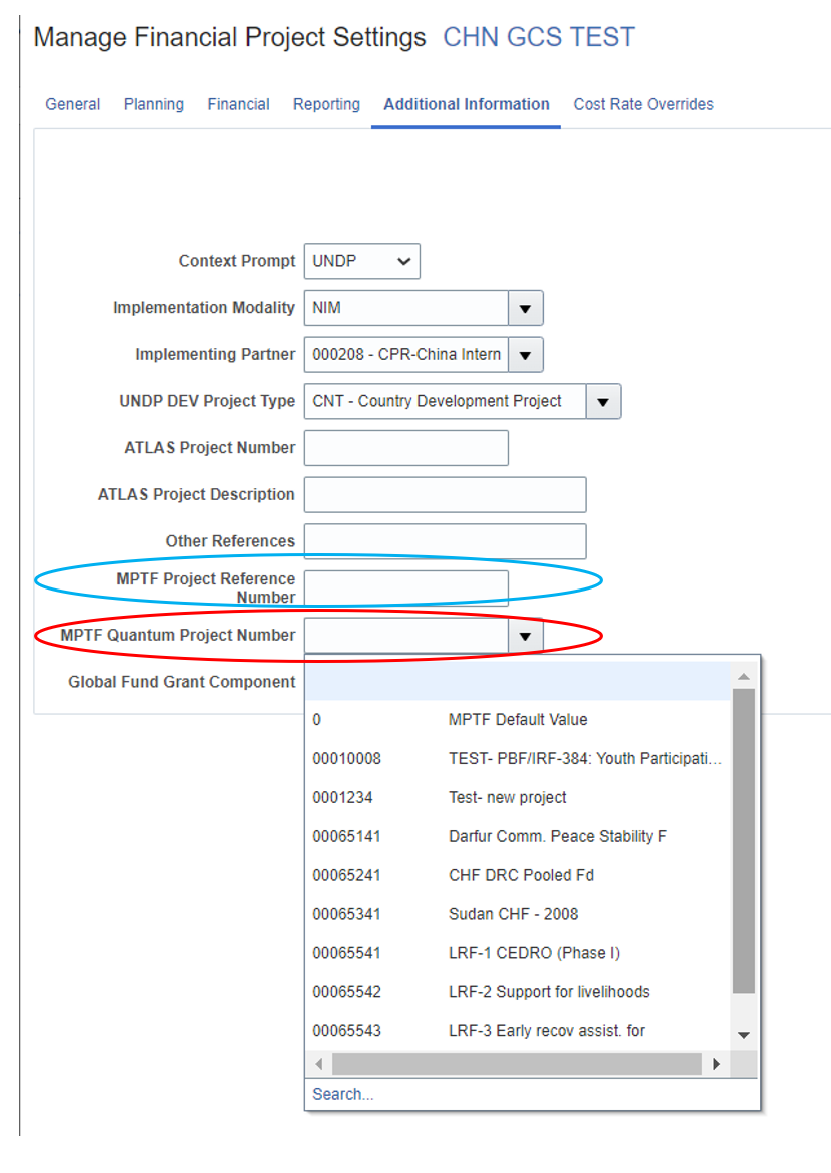 Manage Financial Project Settings CHN GCS TEST
General Planning Financial Reporting Additional Information Cost Rate Overrides
Context Prompt UNDP
Implementation Modality NIM
Implementing Partner 000208 - CPR-China Intern
UNDP DEV Project Type CNT - Country Development Project
ATLAS Project Number
ATLAS Project Description
Other References
MPTF Project Reference
Number
MPTF Quantum Project Number
Global Fund Grant Component
0 MPTF Default Value
00010008 TEST- PBF/IRF-384: Youth Participati...
0001234 Test- new project
00065141 Darfur Comm. Peace Stability F
00065241 CHF DRC Pooled Fd
00065341 Sudan CHF - 2008
00065541 LRF-1 CEDRO (Phase I)
00065542 LRF-2 Support for livelihoods
00065543 LRF-3 Early recov assist. for
Search...